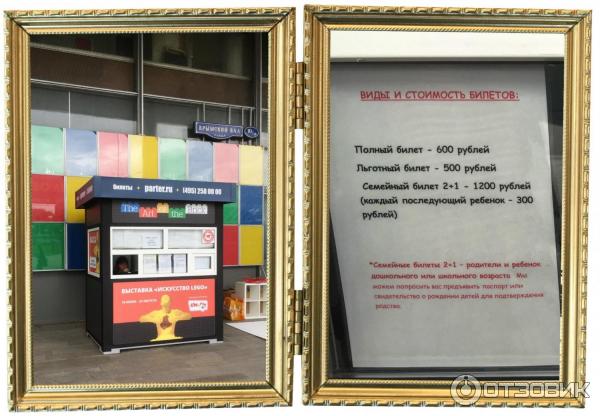 КРЫМСКИЙ ВАЛ
Билеты • parter.ru • (495) 258 00 00
The Art of the Brick
ВЫСТАВКА «ИСКУССТВО LEGO»
ВИДЫ И СТОИМОСТЬ БИЛЕТОВ:
Полный билет - 600 рублей
Льготный билет - 500 рублей
Семейный билет 2+1 - 1200 рублей
(каждый последующий ребенок - 300
рублей)
*Семейные билеты 2+1 - родители и ребенок
дошкольного или школьного возраста Мы
можем попросить вас предъявить паспорт или
свидетельство о рождении детей для подтверждения
родства.
ОТЗОВИК